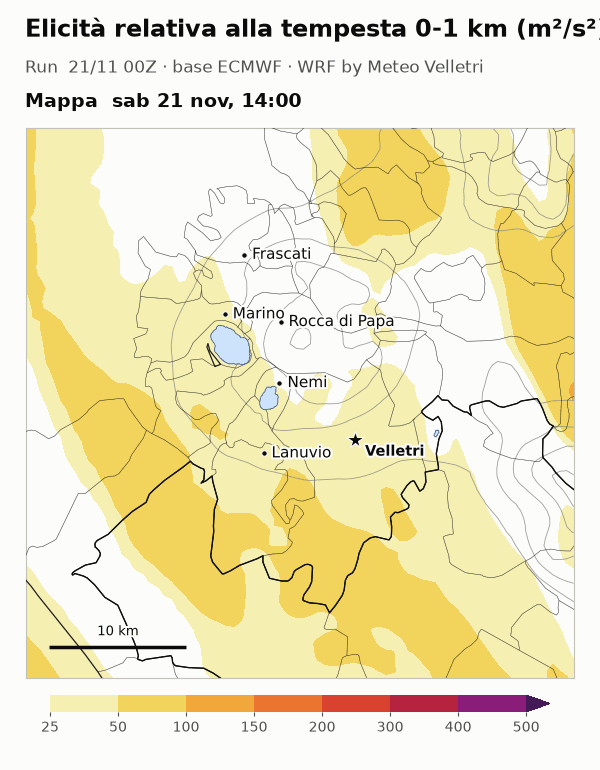 Elicità relativa alla tempesta 0-1 km (m²/s²)
Run 21/11 00Z · base ECMWF · WRF by Meteo Velletri
Mappa sab 21 nov, 14:00
Frascati
Marino
Rocca di Papa
Nemi
Velletri
Lanuvio
10 km
25 50 100 150 200 300 400 500